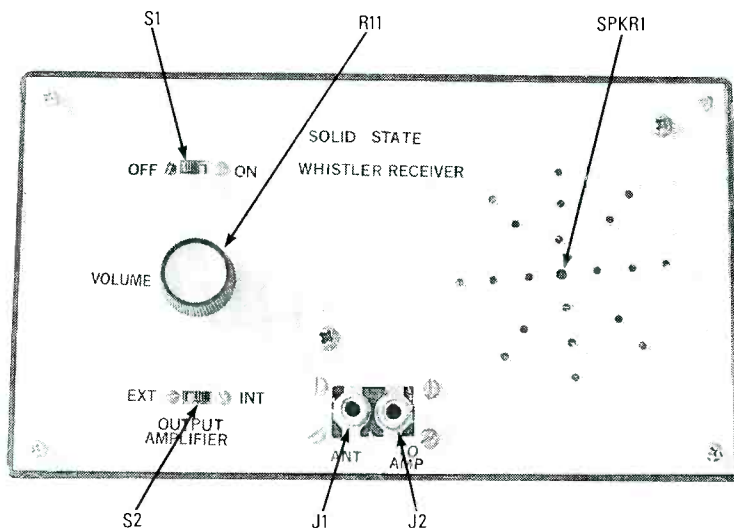 S1 R11 SPKR1
SOLID STATE
OFF ON WHISTLER RECEIVER
VOLUME
EXT INT
OUTPUT
AMPLIFIER
ANT
AMP
S2 J1 J2